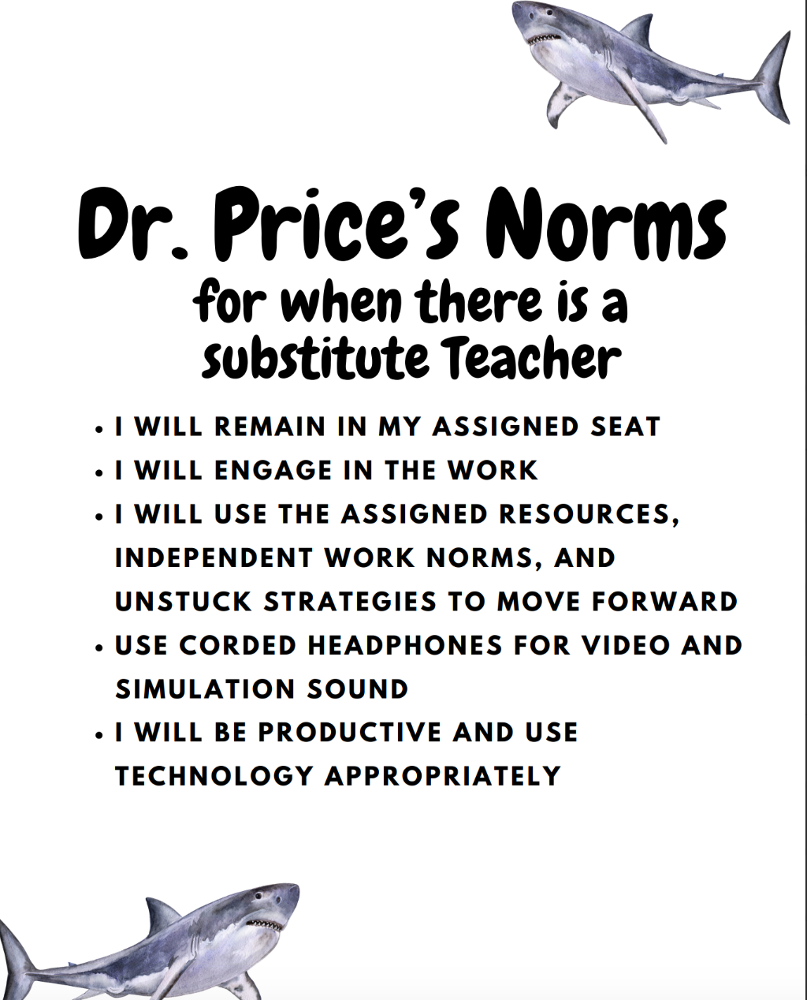 Dr. Price’s Norms
for when there is a
substitute Teacher
• I WILL REMAIN IN MY ASSIGNED SEAT
• I WILL ENGAGE IN THE WORK
• I WILL USE THE ASSIGNED RESOURCES,
INDEPENDENT WORK NORMS, AND
UNSTUCK STRATEGIES TO MOVE FORWARD
• USE CORDED HEADPHONES FOR VIDEO AND
SIMULATION SOUND
• I WILL BE PRODUCTIVE AND USE
TECHNOLOGY APPROPRIATELY